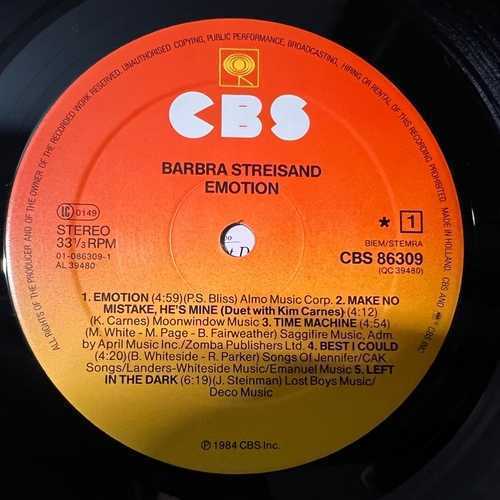 ALL RIGHTS OF THE PRODUCER AND OF THE OWNER OF THE RECORDED WORK RESERVED. UNAUTHORISED COPYING, PUBLIC PERFORMANCE, BROADCASTING, HIRING OR RENTAL OF THIS RECORDING PROHIBITED. MADE IN HOLLAND.
CBS
BARBRA STREISAND
EMOTION
LC 0149
STEREO
33 1/3 RPM
01-086309-1
AL 39480
* 1
BIEM/STEMRA
CBS 86309
(QC 39480)
1. EMOTION (4:59)(P.S. Bliss) Almo Music Corp. 2. MAKE NO
MISTAKE, HE'S MINE (Duet with Kim Carnes) (4:12)
(K. Carnes) Moonwindow Music 3. TIME MACHINE (4:54)
(M. White - M. Page - B. Fairweather) Saggifire Music, Adm.
by April Music Inc./Zomba Publishers Ltd. 4. BEST I COULD
(4:20) (B. Whiteside - R. Parker) Songs Of Jennifer/CAK
Songs/Landers-Whiteside Music/Emanuel Music 5. LEFT
IN THE DARK (6:19)(J. Steinman) Lost Boys Music/
Deco Music
℗ 1984 CBS Inc.